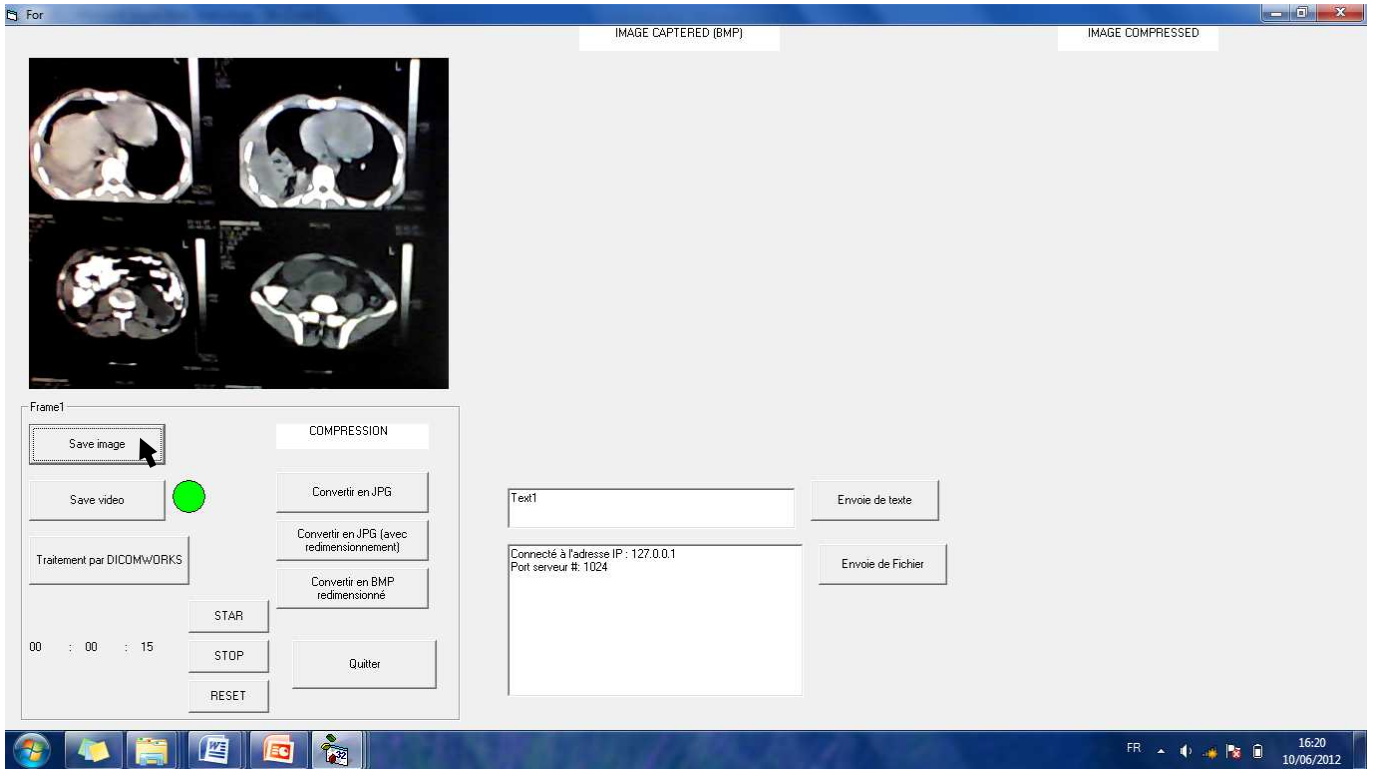 For
IMAGE CAPTERED (BMP)
IMAGE COMPRESSED
L
L
L
Frame1
Save image
COMPRESSION
Save video
Convertir en JPG
Convertir en JPG (avec
redimensionnement)
Traitement par DICOMWORKS
Convertir en BMP
redimensionné
STAR
00 : 00 : 15
STOP
Quitter
RESET
Text1
Envoie de texte
Connecté à l'adresse IP : 127.0.0.1
Port serveur #: 1024
Envoie de Fichier
32
FR
16:20
10/06/2012